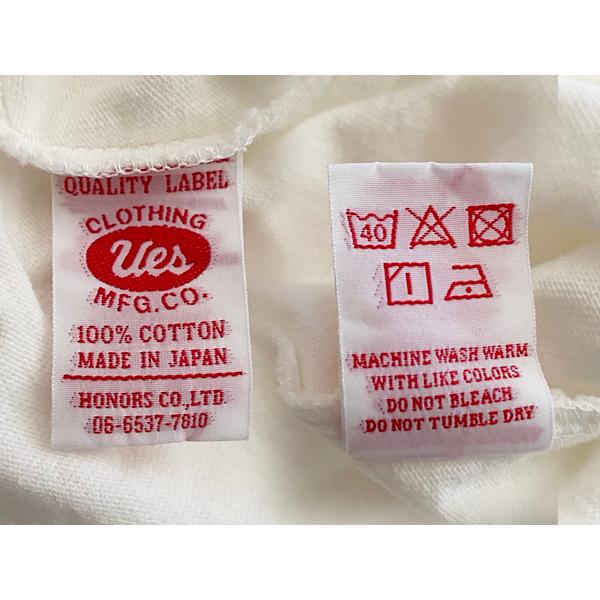 QUALITY LABEL
CLOTHING
Ues
MFG.CO.
100% COTTON
MADE IN JAPAN
HONORS CO.,LTD.
06-6537-7810
40
MACHINE WASH WARM
WITH LIKE COLORS
DO NOT BLEACH
DO NOT TUMBLE DRY